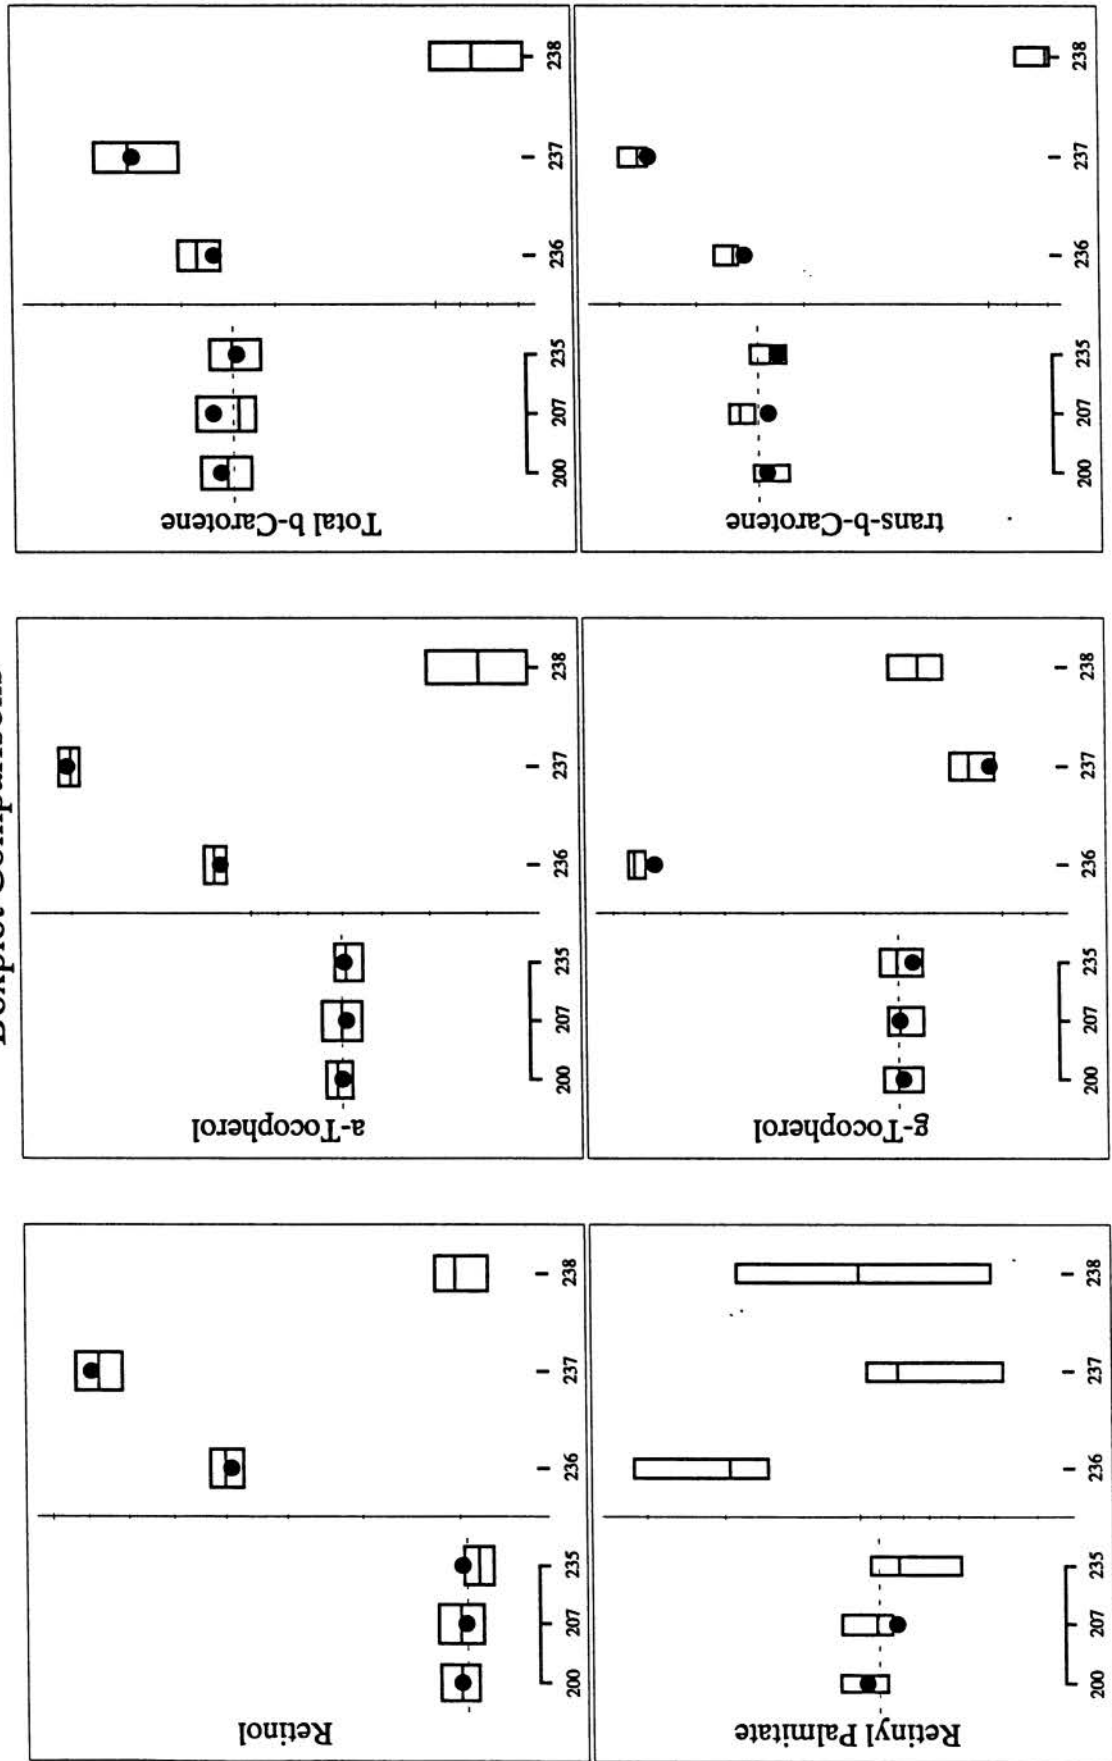 Boxplot Comparisons
Retinol
200 207 235 236 237 238
a-Tocopherol
200 207 235 236 237 238
Total b-Carotene
200 207 235 236 237 238
Retinyl Palmitate
200 207 235 236 237 238
g-Tocopherol
200 207 235 236 237 238
trans-b-Carotene
200 207 235 236 237 238